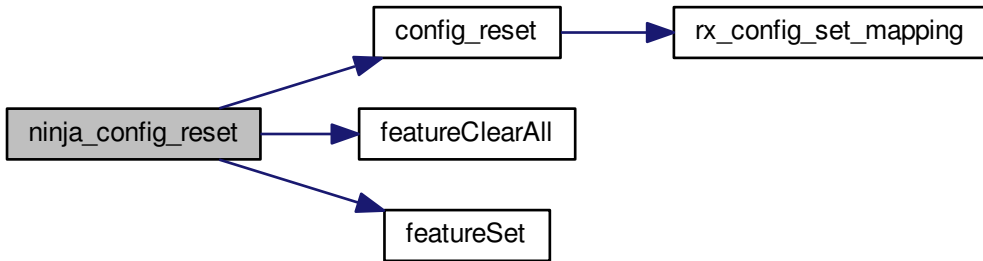 config_reset
rx_config_set_mapping
ninja_config_reset
featureClearAll
featureSet